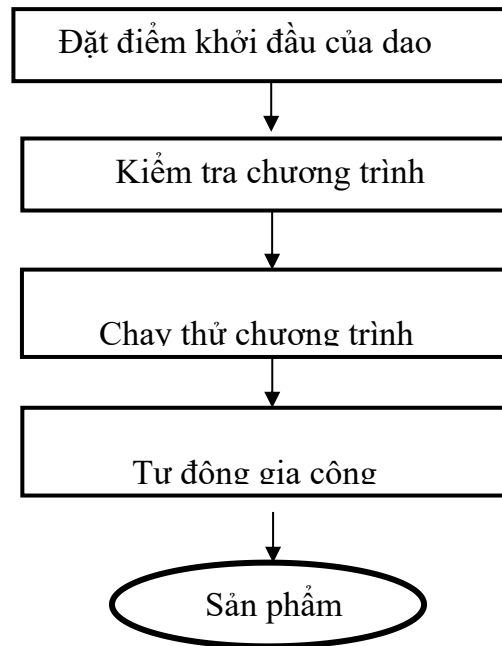 Đặt điểm khởi đầu của dao
Kiểm tra chương trình
Chạy thử chương trình
Tự động gia công
Sản phẩm